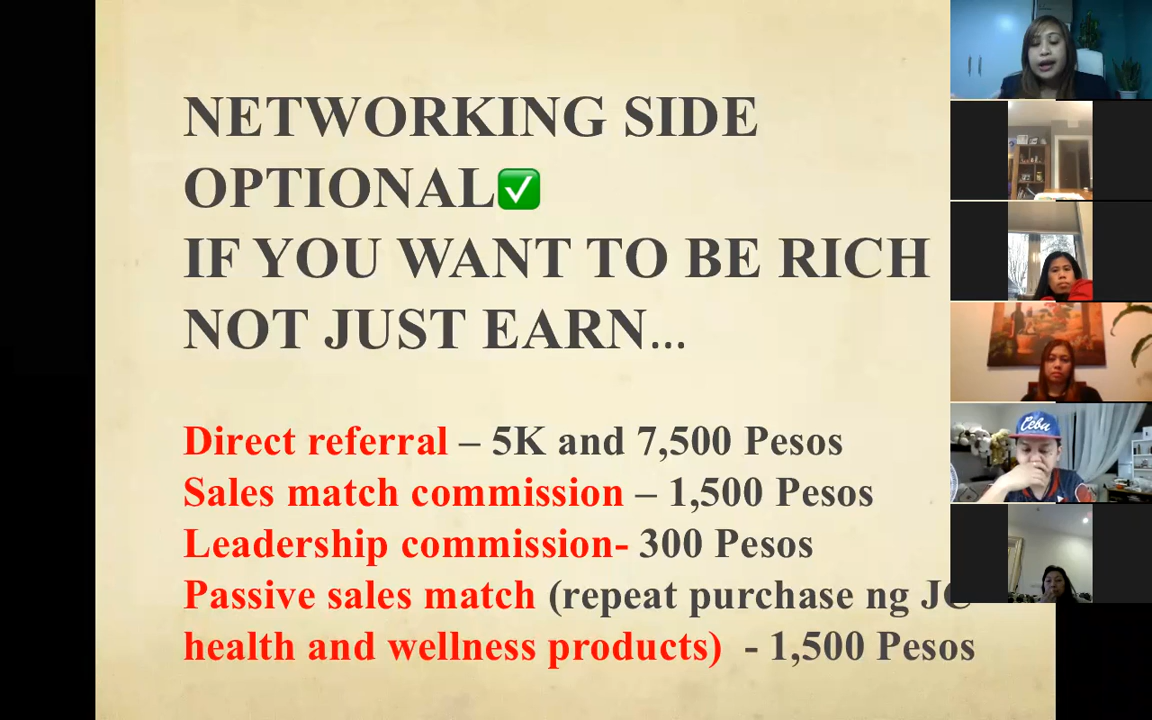 NETWORKING SIDE
OPTIONAL✅
IF YOU WANT TO BE RICH
NOT JUST EARN...
Direct referral – 5K and 7,500 Pesos
Sales match commission – 1,500 Pesos
Leadership commission- 300 Pesos
Passive sales match (repeat purchase ng
health and wellness products) - 1,500 Pesos
Cebu